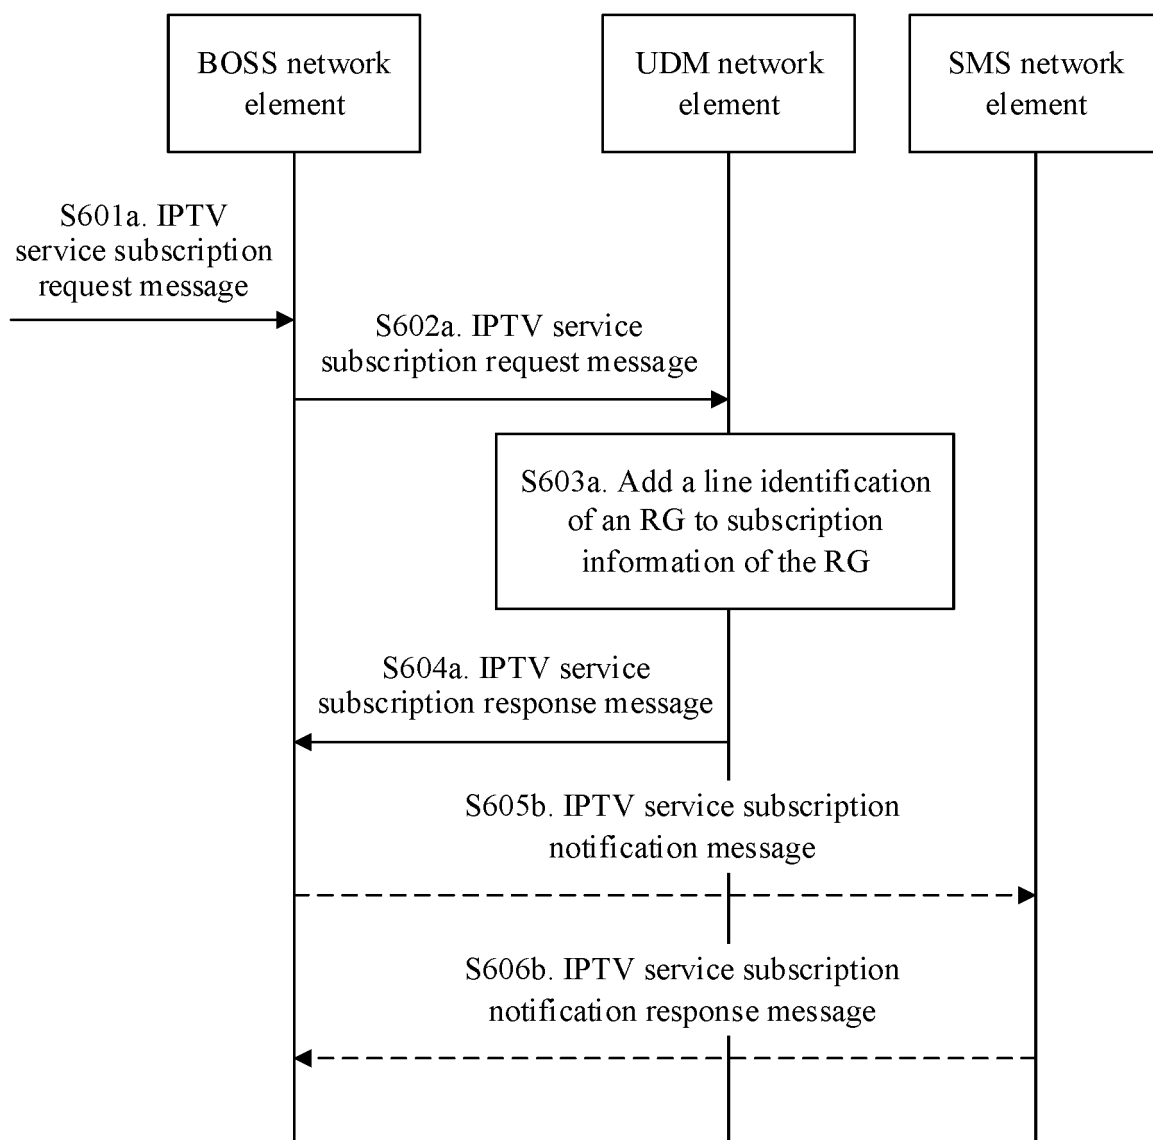 BOSS network
element
UDM network
element
SMS network
element
S601a. IPTV
service subscription
request message
S602a. IPTV service
subscription request message
S603a. Add a line identification
of an RG to subscription
information of the RG
S604a. IPTV service
subscription response message
S605b. IPTV service subscription
notification message
S606b. IPTV service subscription
notification response message